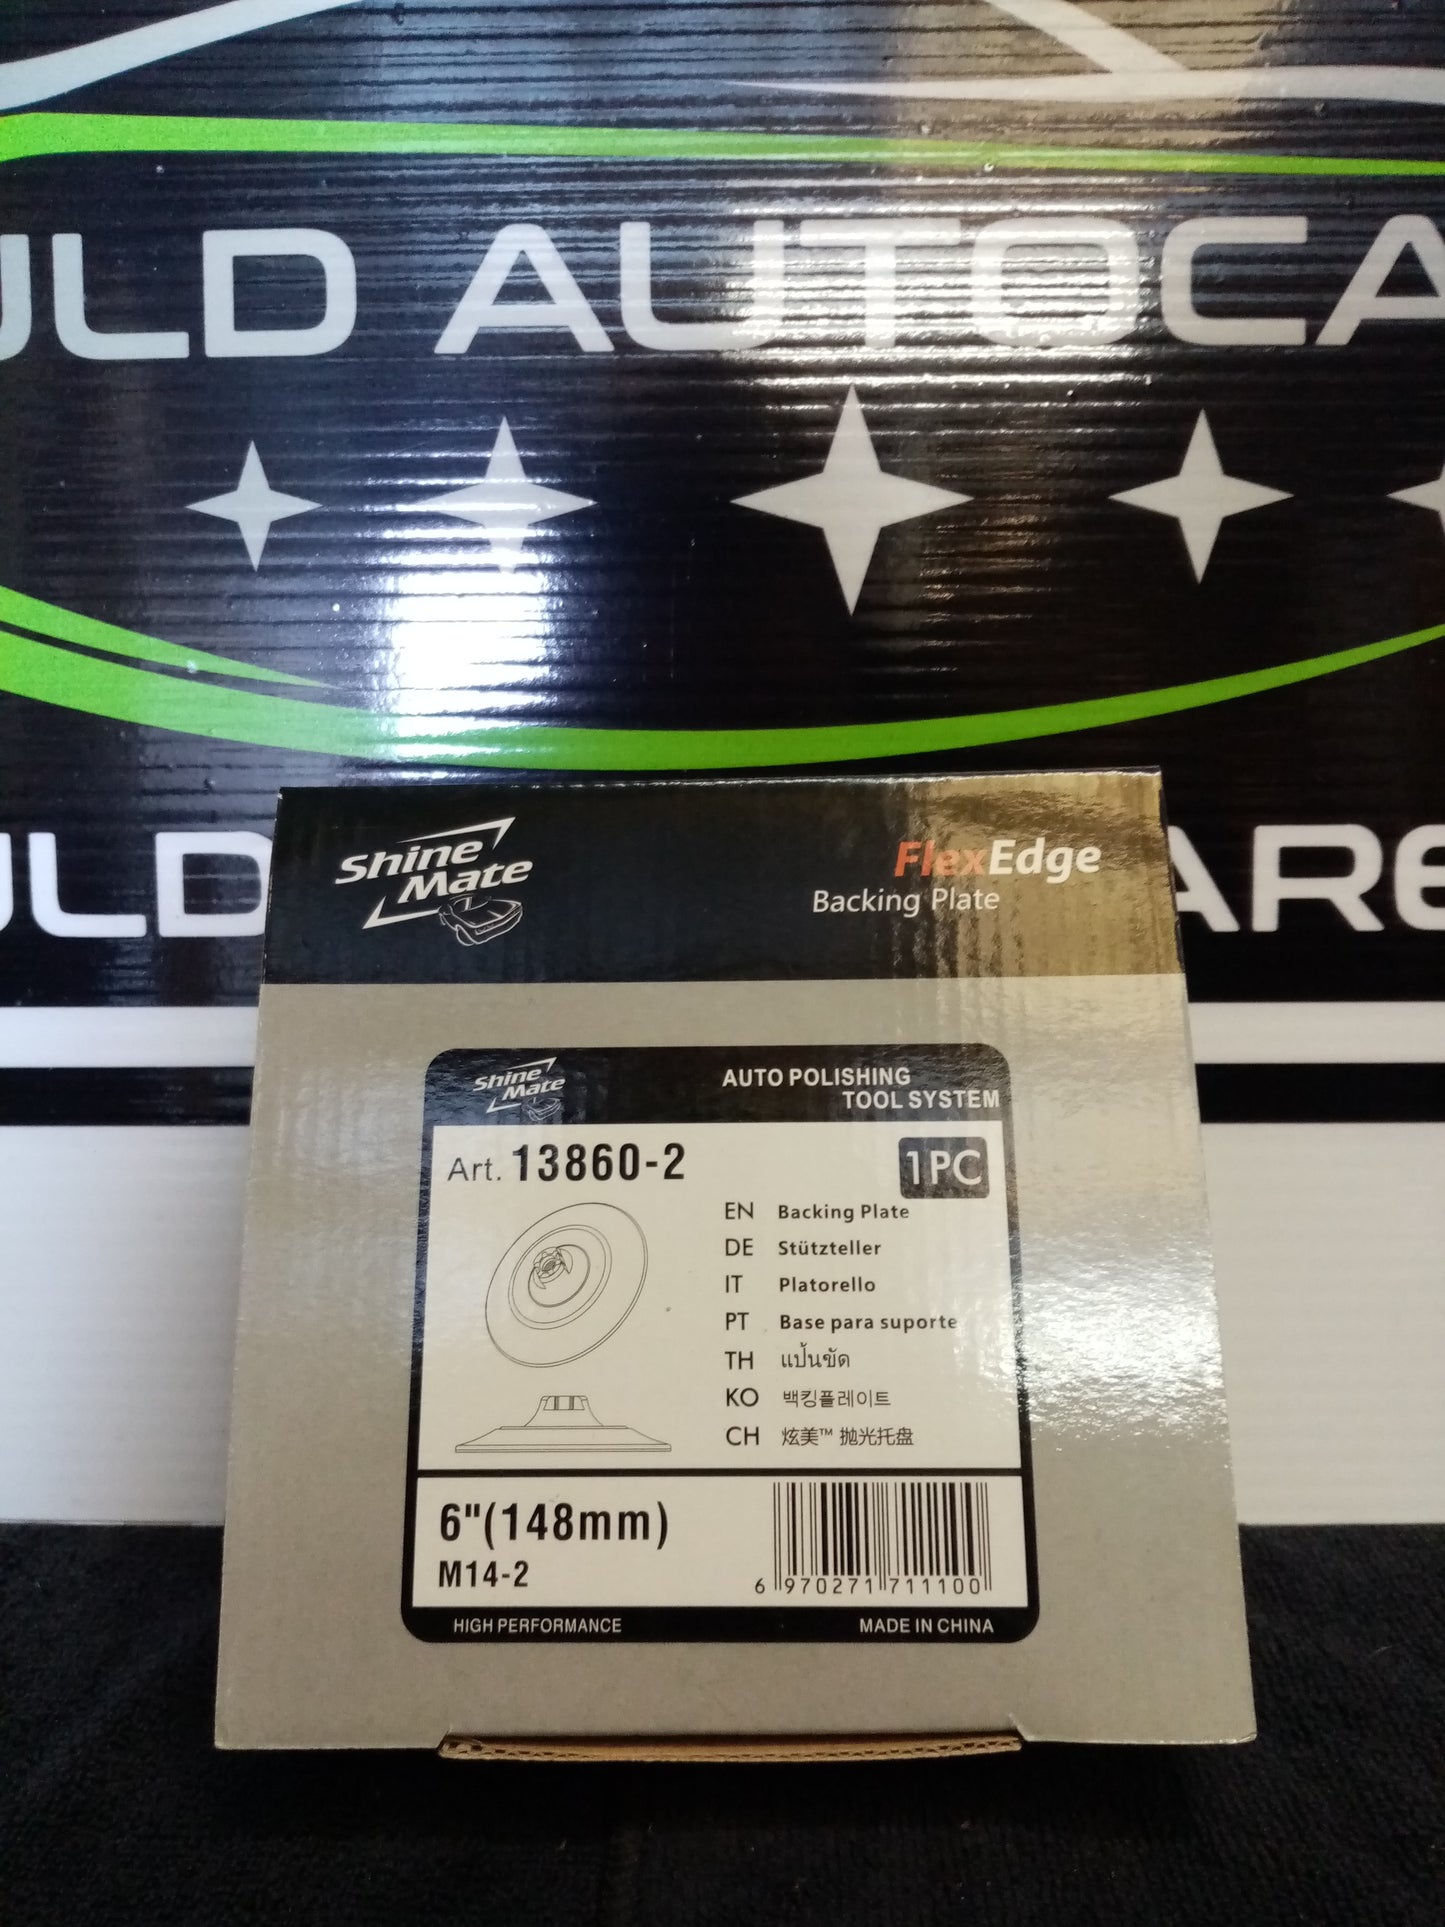 ULD AUTOCA
ULD
ARE
Shine
Mate
FlexEdge
Backing Plate
Shine
Mate
AUTO POLISHING
TOOL SYSTEM
Art. 13860-2
1PC
EN Backing Plate
DE Stützteller
IT Platorello
PT Base para suporte
TH แป้นขัด
KO 백킹플레이트
CH 炫美™ 抛光托盘
6"(148mm)
M14-2
6 970271 711100
HIGH PERFORMANCE
MADE IN CHINA